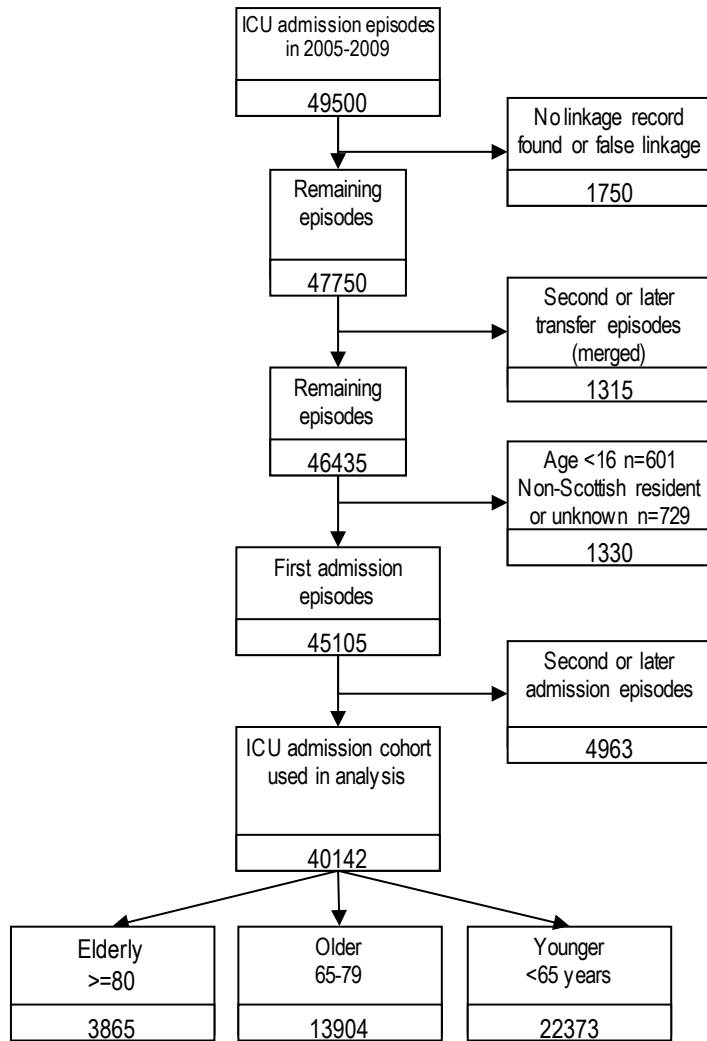 ICU admission episodes
in 2005-2009
49500
No linkage record
found or false linkage
1750
Remaining
episodes
47750
Second or later
transfer episodes
(merged)
1315
Remaining
episodes
46435
Age <16 n=601
Non-Scottish resident
or unknown n=729
1330
First admission
episodes
45105
Second or later
admission episodes
4963
ICU admission cohort
used in analysis
40142
Elderly
>=80
3865
Older
65-79
13904
Younger
<65 years
22373